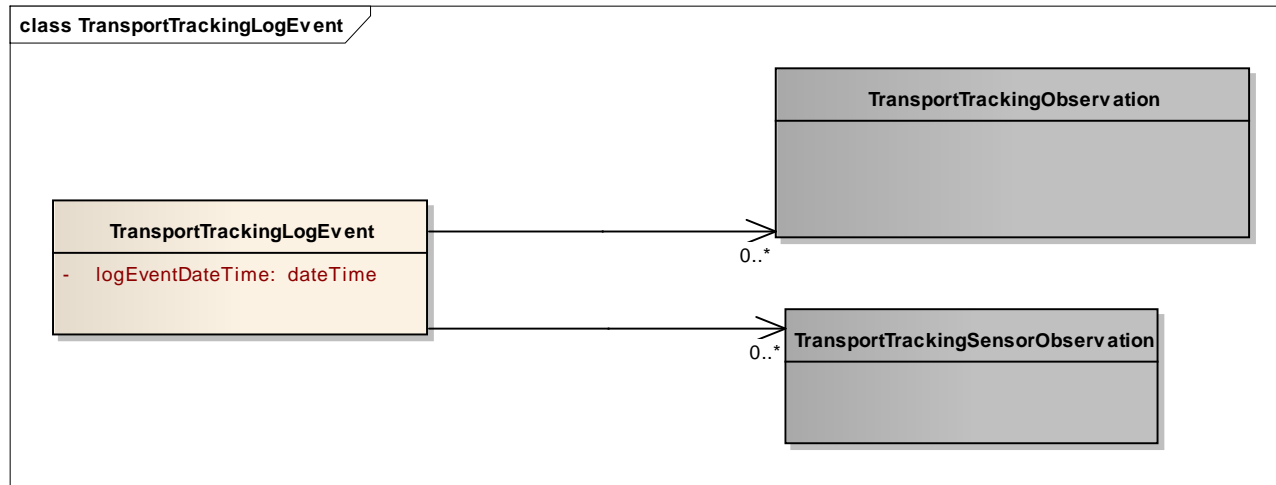 class TransportTrackingLogEvent
TransportTrackingObservation
TransportTrackingLogEvent
- logEventDateTime: dateTime
0..*
0..*
TransportTrackingSensorObservation